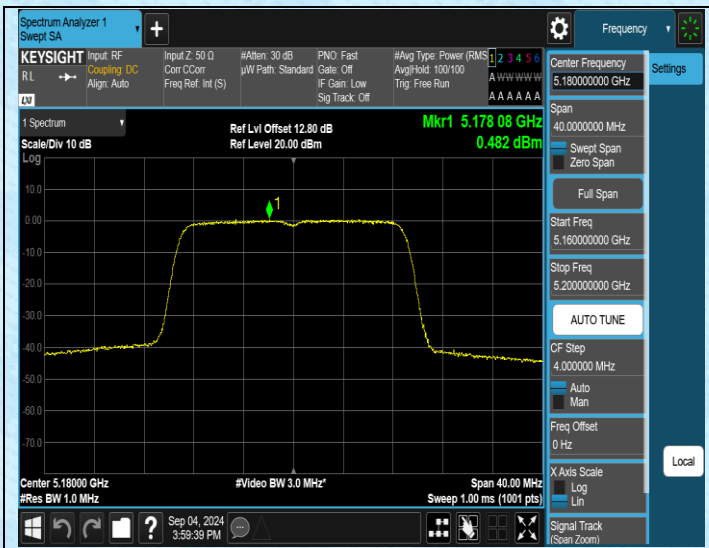 Spectrum Analyzer 1
Swept SA
+
Frequency
KEYSIGHT
Input: RF
Input Z: 50 Ω
#Atten: 30 dB
PNO: Fast
#Avg Type: Power (RMS
1 2 3 4 5 6
R L
Coupling: DC
Corr CCorr
µW Path: Standard
Gate: Off
Avg|Hold: 100/100
A W W W W W
Align: Auto
Freq Ref: Int (S)
IF Gain: Low
Trig: Free Run
LXI
Sig Track: Off
A A A A A A
1 Spectrum
Ref Lvl Offset 12.80 dB
Mkr1 5.178 08 GHz
Scale/Div 10 dB
Ref Level 20.00 dBm
0.482 dBm
Log
10.0
1
0.00
-10.0
-20.0
-30.0
-40.0
-50.0
-60.0
-70.0
Center 5.18000 GHz
#Video BW 3.0 MHz*
Span 40.00 MHz
#Res BW 1.0 MHz
Sweep 1.00 ms (1001 pts)
Center Frequency
5.180000000 GHz
Settings
Span
40.0000000 MHz
Swept Span
Zero Span
Full Span
Start Freq
5.160000000 GHz
Stop Freq
5.200000000 GHz
AUTO TUNE
CF Step
4.000000 MHz
Auto
Man
Freq Offset
0 Hz
X Axis Scale
Log
Lin
Local
Signal Track
(Span Zoom)
?
Sep 04, 2024
3:59:39 PM